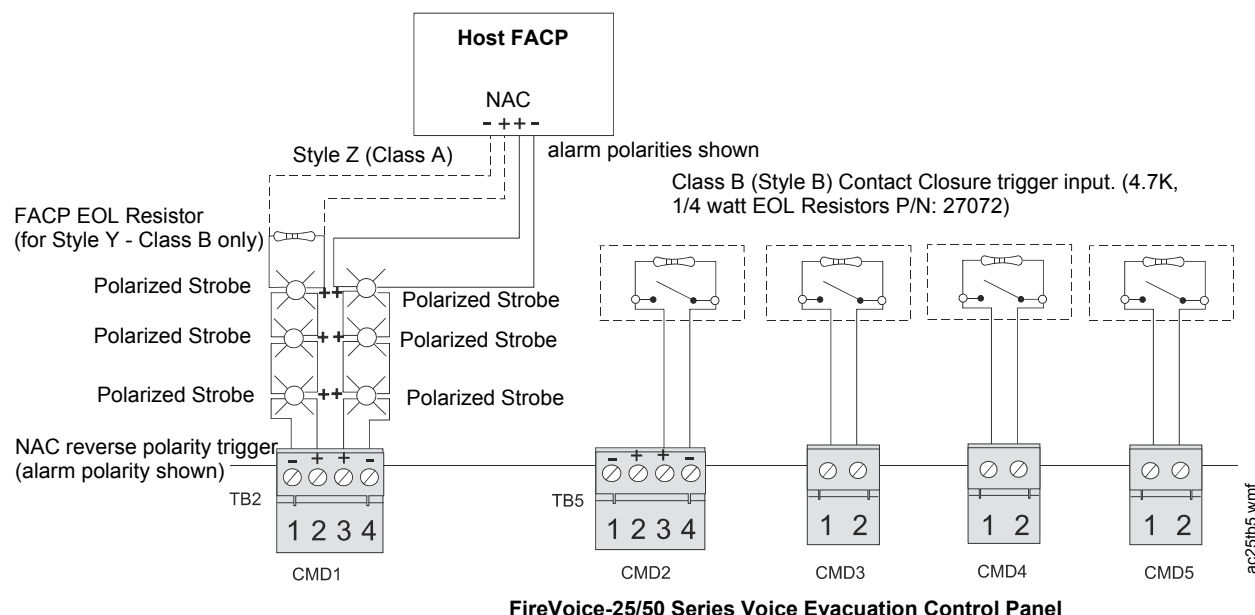 Host FACP
NAC
- + + -
Style Z (Class A)
alarm polarities shown
Class B (Style B) Contact Closure trigger input. (4.7K,
1/4 watt EOL Resistors P/N: 27072)
FACP EOL Resistor
(for Style Y - Class B only)
Polarized Strobe
+ +
Polarized Strobe
Polarized Strobe
+ +
Polarized Strobe
Polarized Strobe
+ +
Polarized Strobe
NAC reverse polarity trigger
(alarm polarity shown)
- + + -
- + + -
TB2
TB5
1 2 3 4
1 2 3 4
1 2
1 2
1 2
CMD1
CMD2
CMD3
CMD4
CMD5
ac25tb5.wmf
FireVoice-25/50 Series Voice Evacuation Control Panel